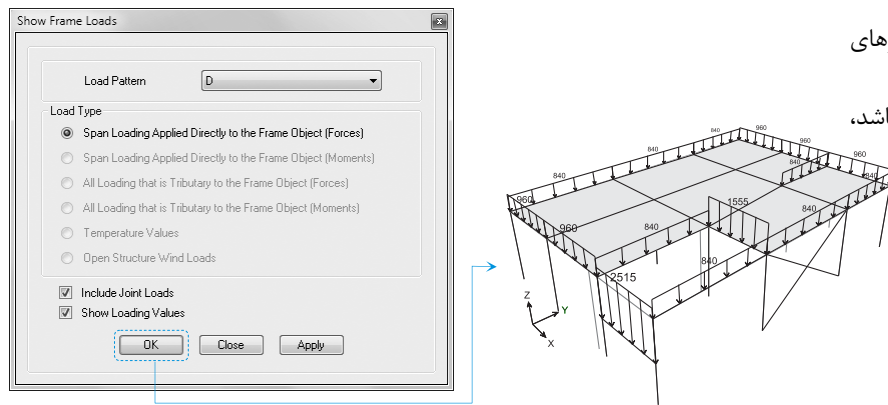 Show Frame Loads
Load Pattern D
Load Type
Span Loading Applied Directly to the Frame Object (Forces)
Span Loading Applied Directly to the Frame Object (Moments)
All Loading that is Tributary to the Frame Object (Forces)
All Loading that is Tributary to the Frame Object (Moments)
Temperature Values
Open Structure Wind Loads
Include Joint Loads
Show Loading Values
OK Close Apply
840
960
960
840
840
960
840
960
1555
960
840
840
840
2515
Z
Y
X